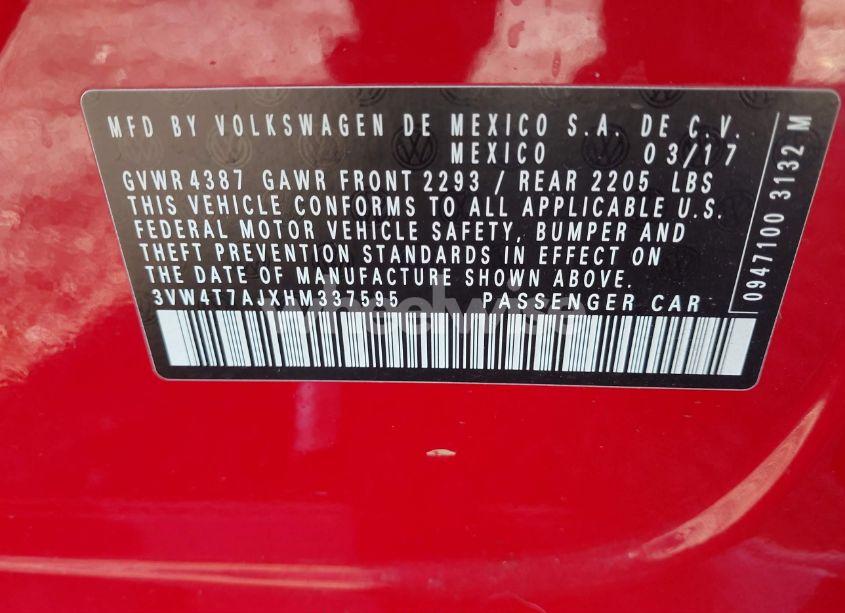 MFD BY VOLKSWAGEN DE MEXICO S.A. DE C.V.
MEXICO 03/17
GVWR 4387 GAWR FRONT 2293 / REAR 2205 LBS
THIS VEHICLE CONFORMS TO ALL APPLICABLE U.S.
FEDERAL MOTOR VEHICLE SAFETY, BUMPER AND
THEFT PREVENTION STANDARDS IN EFFECT ON
THE DATE OF MANUFACTURE SHOWN ABOVE.
3VW4T7AJXHM337595 PASSENGER CAR
0947100 3132 M
wheelwise